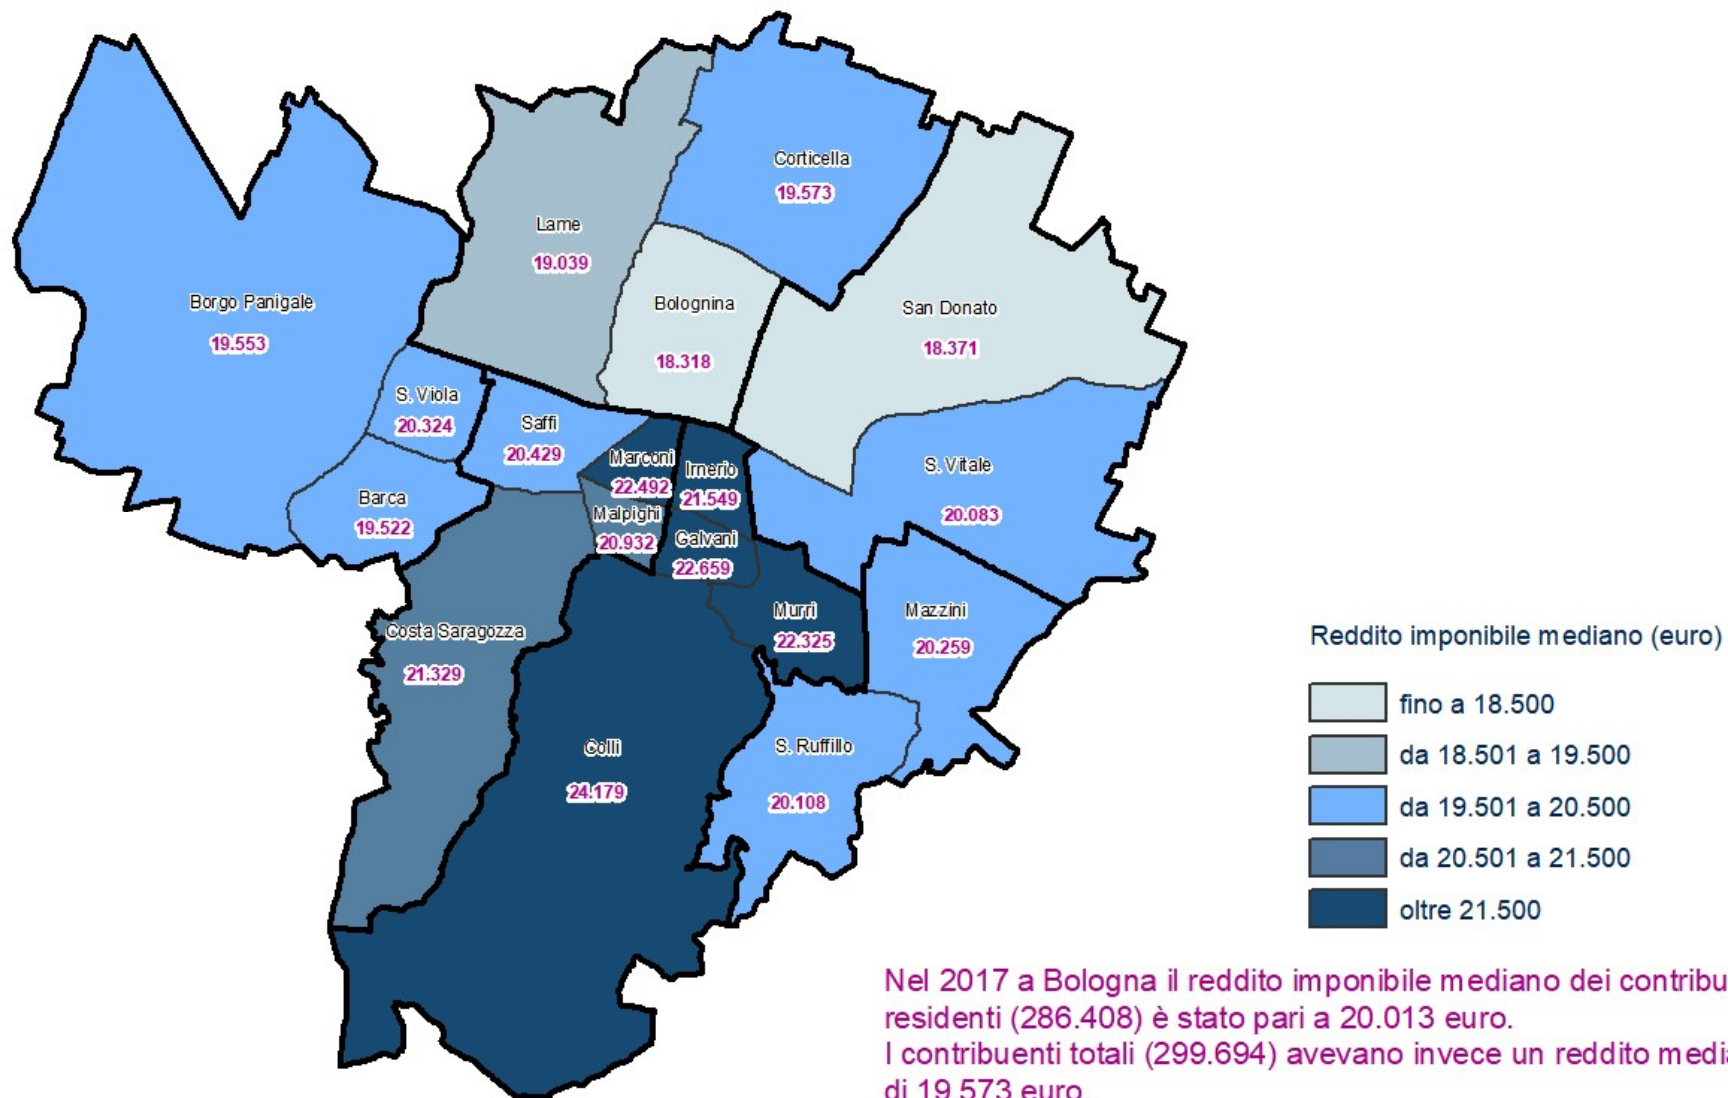 Corticella
19.573
Lame
19.039
Borgo Panigale
19.553
Bolognina
18.318
San Donato
18.371
S. Viola
20.324
Saffi
20.429
Marconi
22.492
Irnerio
21.549
S. Vitale
20.083
Barca
19.522
Malpighi
20.932
Galvani
22.659
Murri
22.325
Mazzini
20.259
Costa Saragozza
21.329
Colli
24.179
S. Ruffillo
20.108
Reddito imponibile mediano (euro)
fino a 18.500
da 18.501 a 19.500
da 19.501 a 20.500
da 20.501 a 21.500
oltre 21.500
Nel 2017 a Bologna il reddito imponibile mediano dei contribu
residenti (286.408) è stato pari a 20.013 euro.
I contribuenti totali (299.694) avevano invece un reddito media
di 19.573 euro